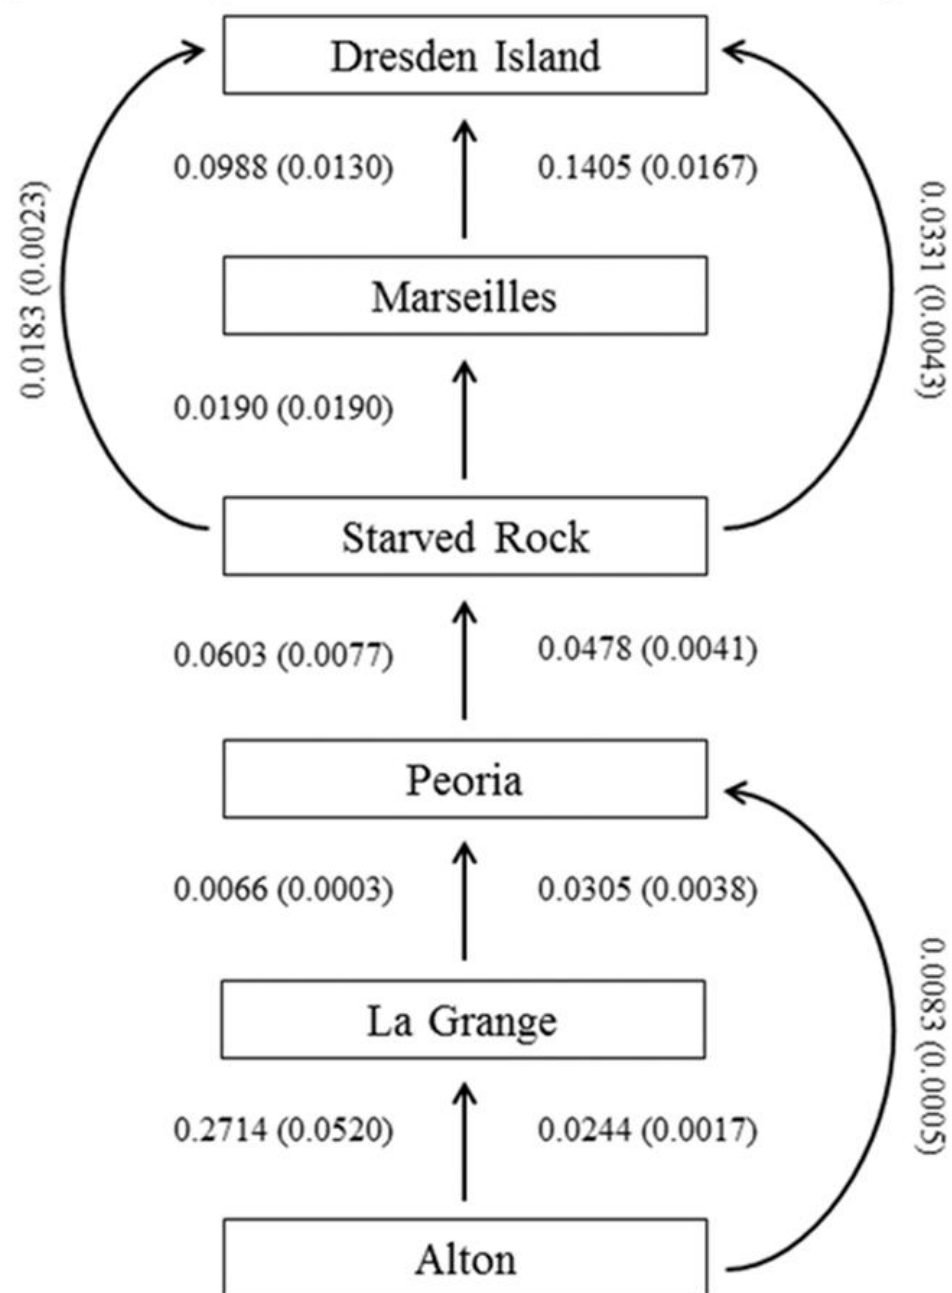 Dresden Island
0.0988 (0.0130)
0.1405 (0.0167)
0.0183 (0.0023)
0.0331 (0.0043)
Marseilles
0.0190 (0.0190)
Starved Rock
0.0603 (0.0077)
0.0478 (0.0041)
Peoria
0.0066 (0.0003)
0.0305 (0.0038)
0.0083 (0.0005)
La Grange
0.2714 (0.0520)
0.0244 (0.0017)
Alton